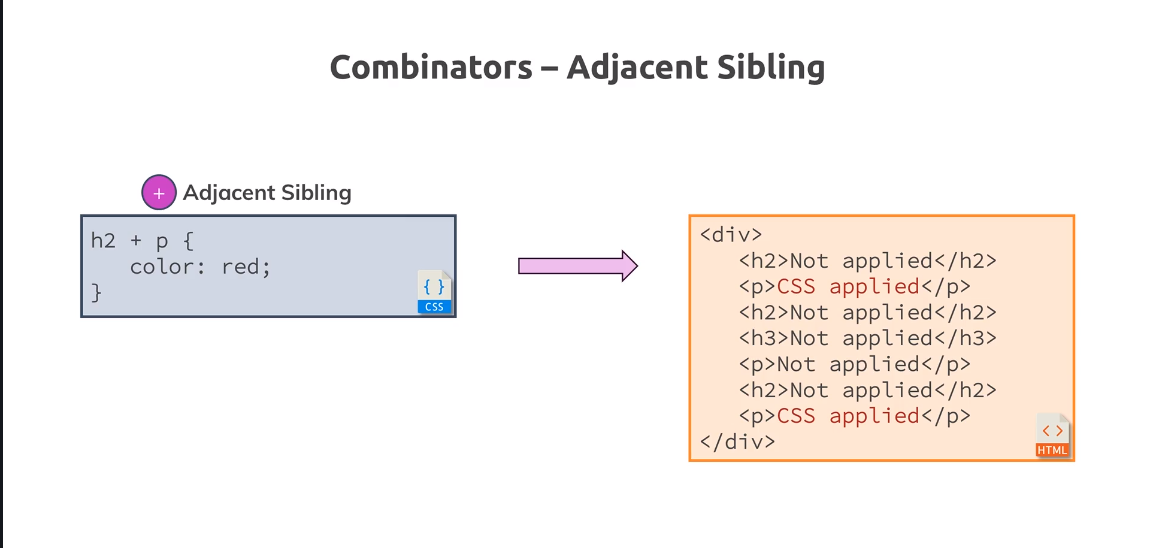 Combinators – Adjacent Sibling
+ Adjacent Sibling
h2 + p {
color: red;
}
{ }
CSS
<div>
<h2>Not applied</h2>
<p>CSS applied</p>
<h2>Not applied</h2>
<h3>Not applied</h3>
<p>Not applied</p>
<h2>Not applied</h2>
<p>CSS applied</p>
</div>
< >
HTML